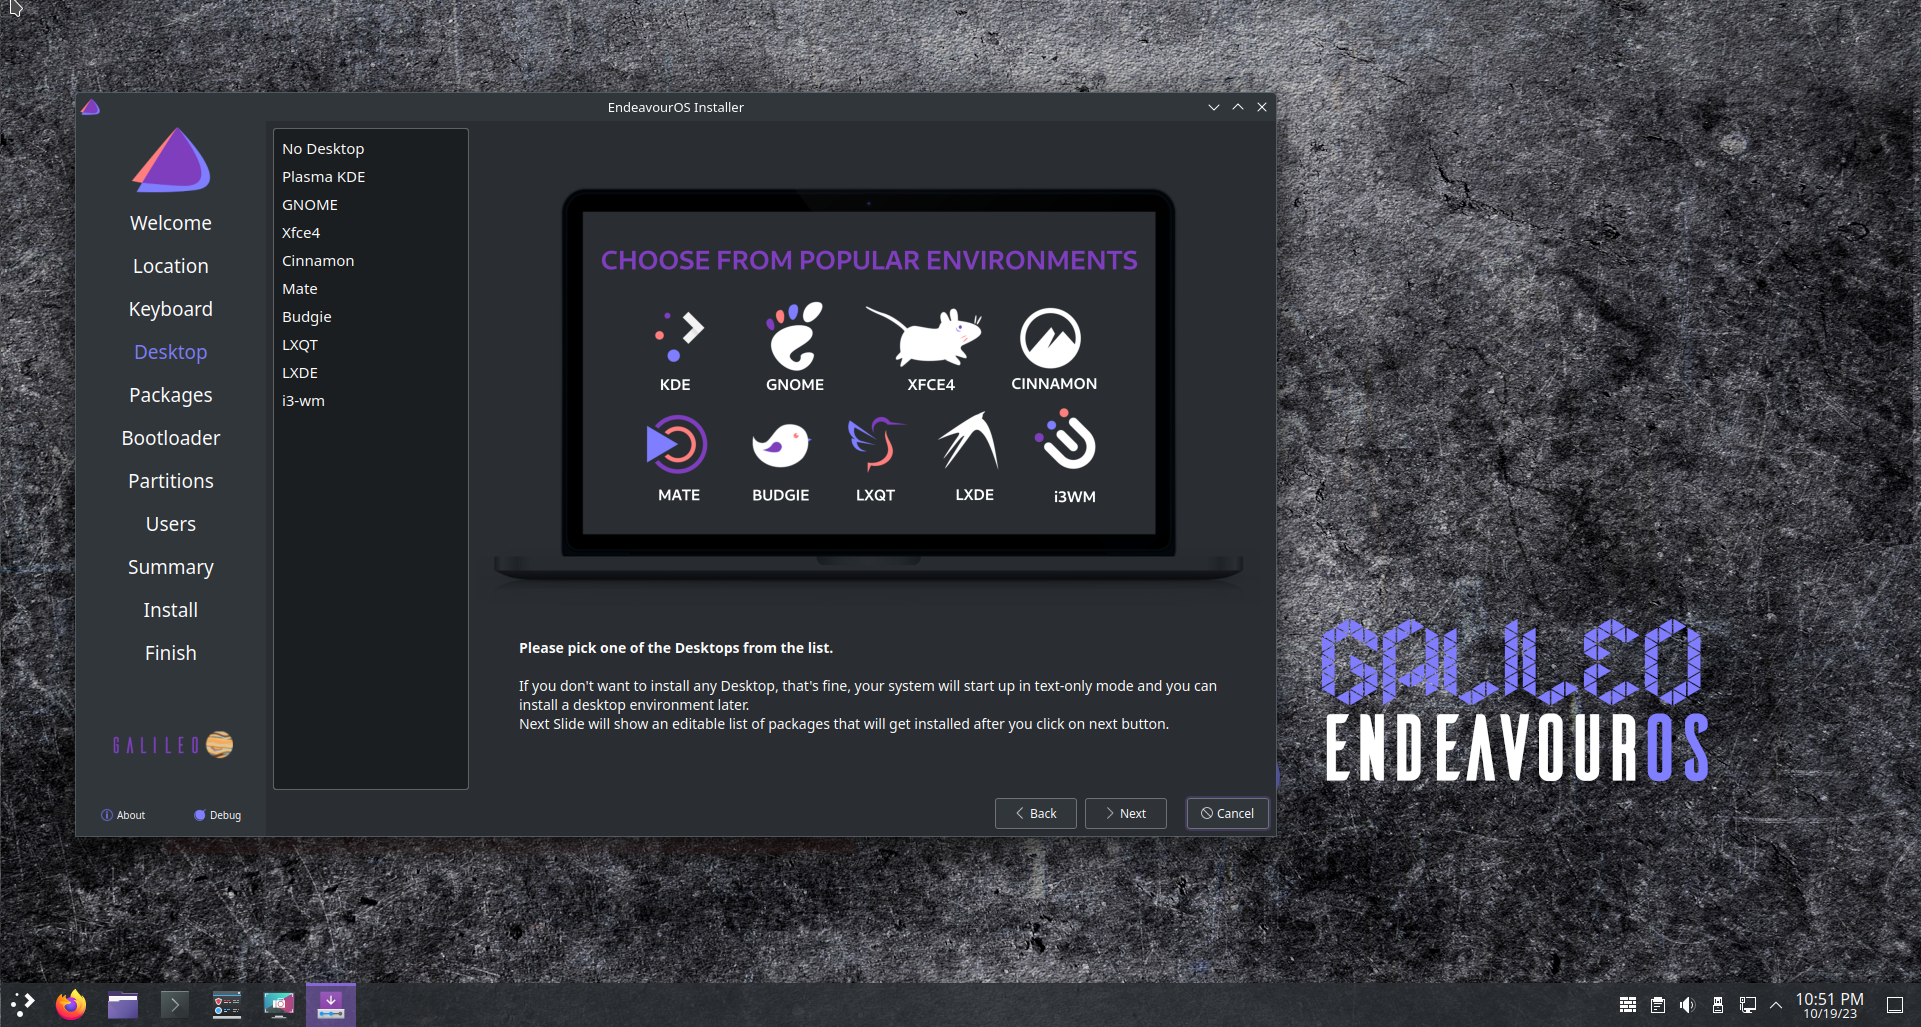 EndeavourOS Installer
Welcome
Location
Keyboard
Desktop
Packages
Bootloader
Partitions
Users
Summary
Install
Finish
GALILEO
About
Debug
No Desktop
Plasma KDE
GNOME
Xfce4
Cinnamon
Mate
Budgie
LXQT
LXDE
i3-wm
CHOOSE FROM POPULAR ENVIRONMENTS
KDE
GNOME
XFCE4
CINNAMON
MATE
BUDGIE
LXQT
LXDE
i3WM
Please pick one of the Desktops from the list.
If you don't want to install any Desktop, that's fine, your system will start up in text-only mode and you can
install a desktop environment later.
Next Slide will show an editable list of packages that will get installed after you click on next button.
Back
Next
Cancel
GALILEO
ENDEAVOUROS
10:51 PM
10/19/23